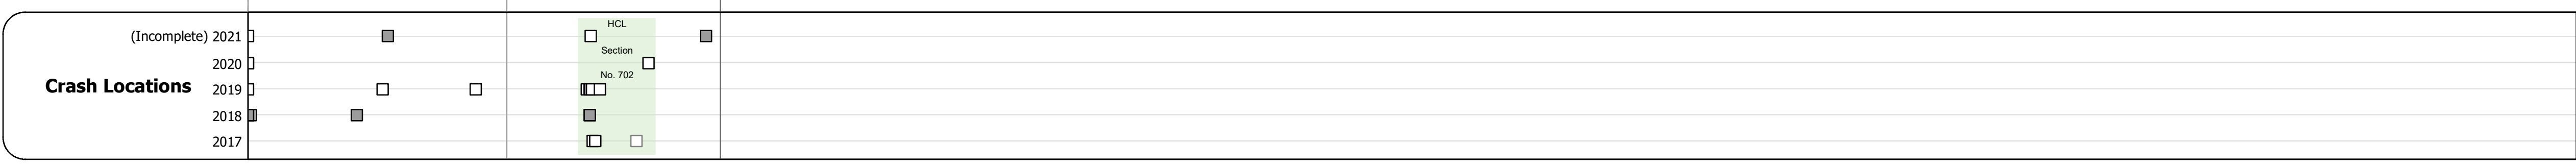 HCL
(Incomplete) 2021
Section
2020
No. 702
Crash Locations
2019
2018
2017